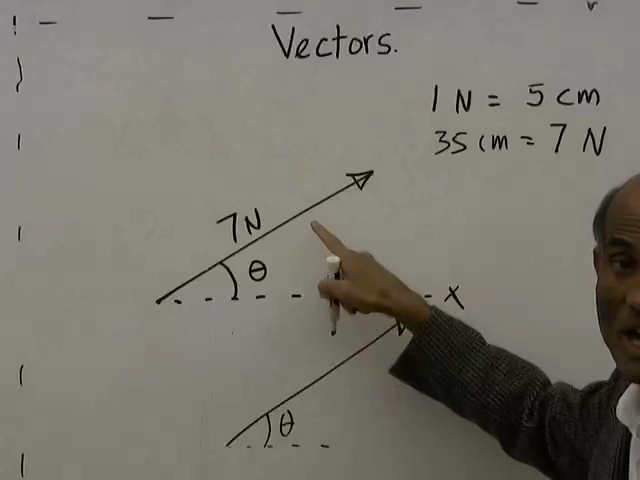 Vectors.
1 N = 5 cm
35 cm = 7 N
7N
θ
x
θ